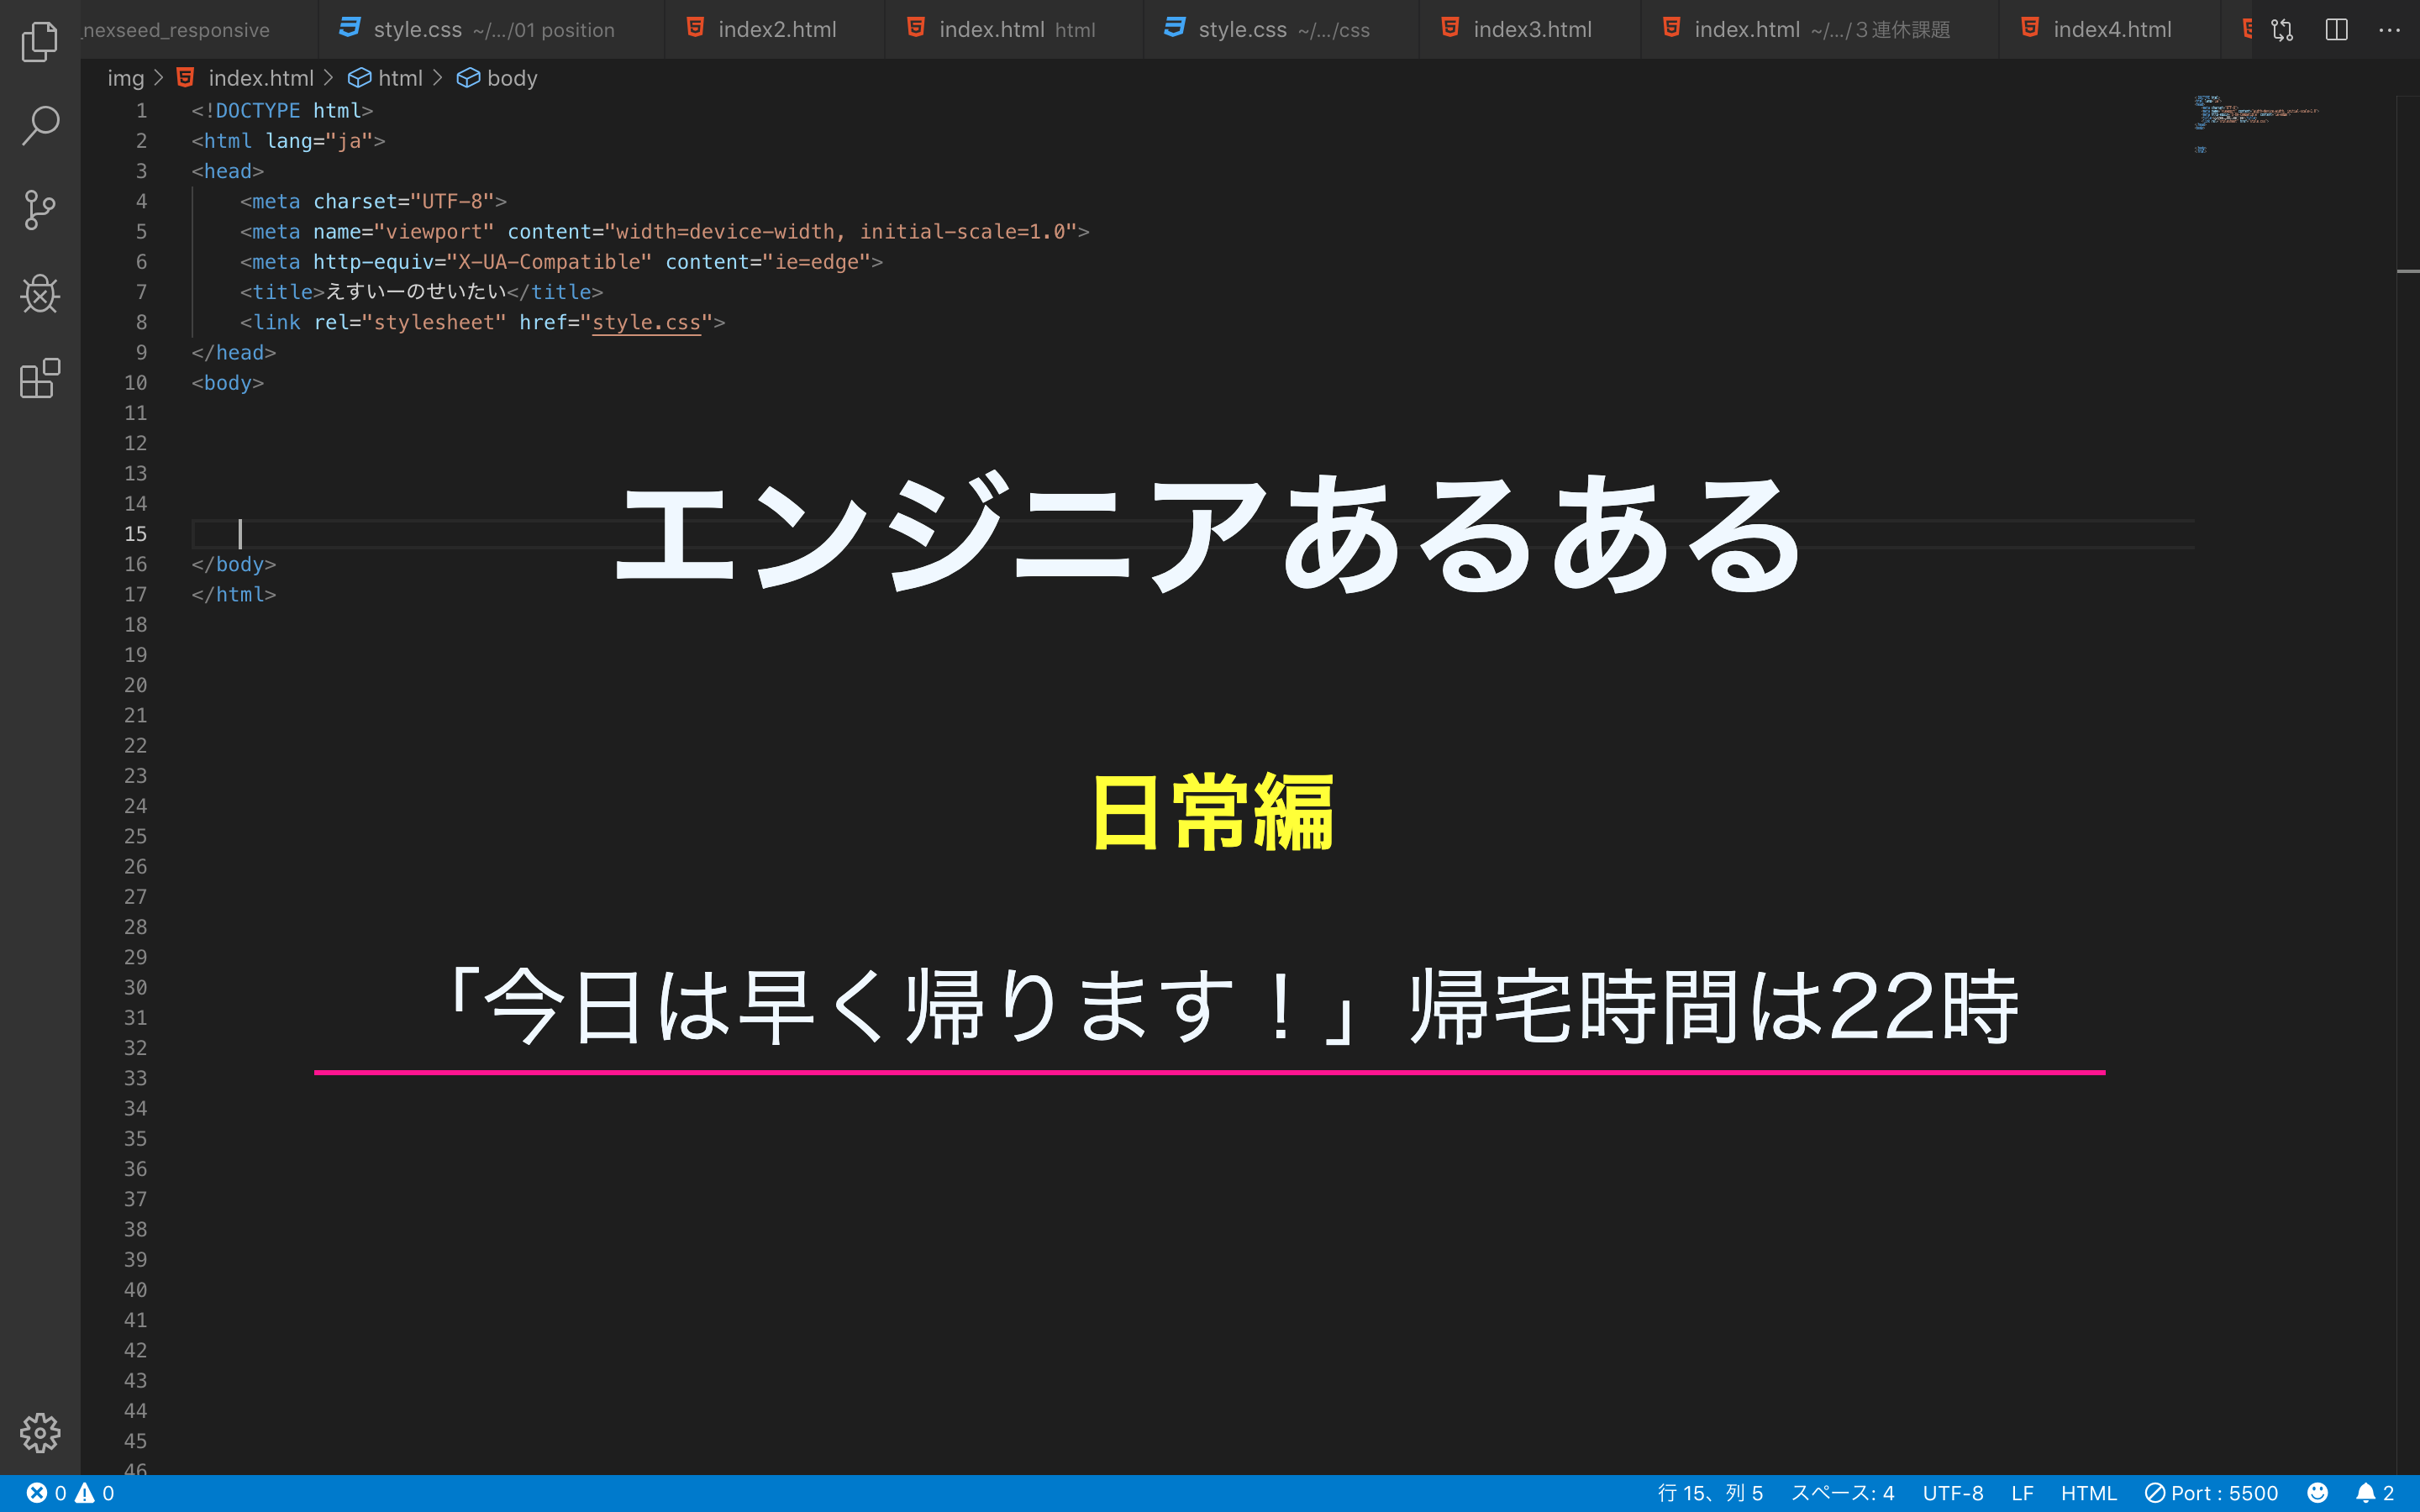 _nexseed_responsive style.css ~/.../01 position index2.html index.html html style.css ~/.../css index3.html index.html ~/.../３連休課題 index4.html
img > index.html > html > body
1 <!DOCTYPE html>
2 <html lang="ja">
3 <head>
4 <meta charset="UTF-8">
5 <meta name="viewport" content="width=device-width, initial-scale=1.0">
6 <meta http-equiv="X-UA-Compatible" content="ie=edge">
7 <title>えすいーのせいたい</title>
8 <link rel="stylesheet" href="style.css">
9 </head>
10 <body>
11
12
13
14
15
16 </body>
17 </html>
18
19
20
21
22
23
24
25
26
27
28
29
30
31
32
33
34
35
36
37
38
39
40
41
42
43
44
45
46
エンジニアあるある
日常編
「今日は早く帰ります！」帰宅時間は22時
0 0 行 15、列 5 スペース: 4 UTF-8 LF HTML Port : 5500 2